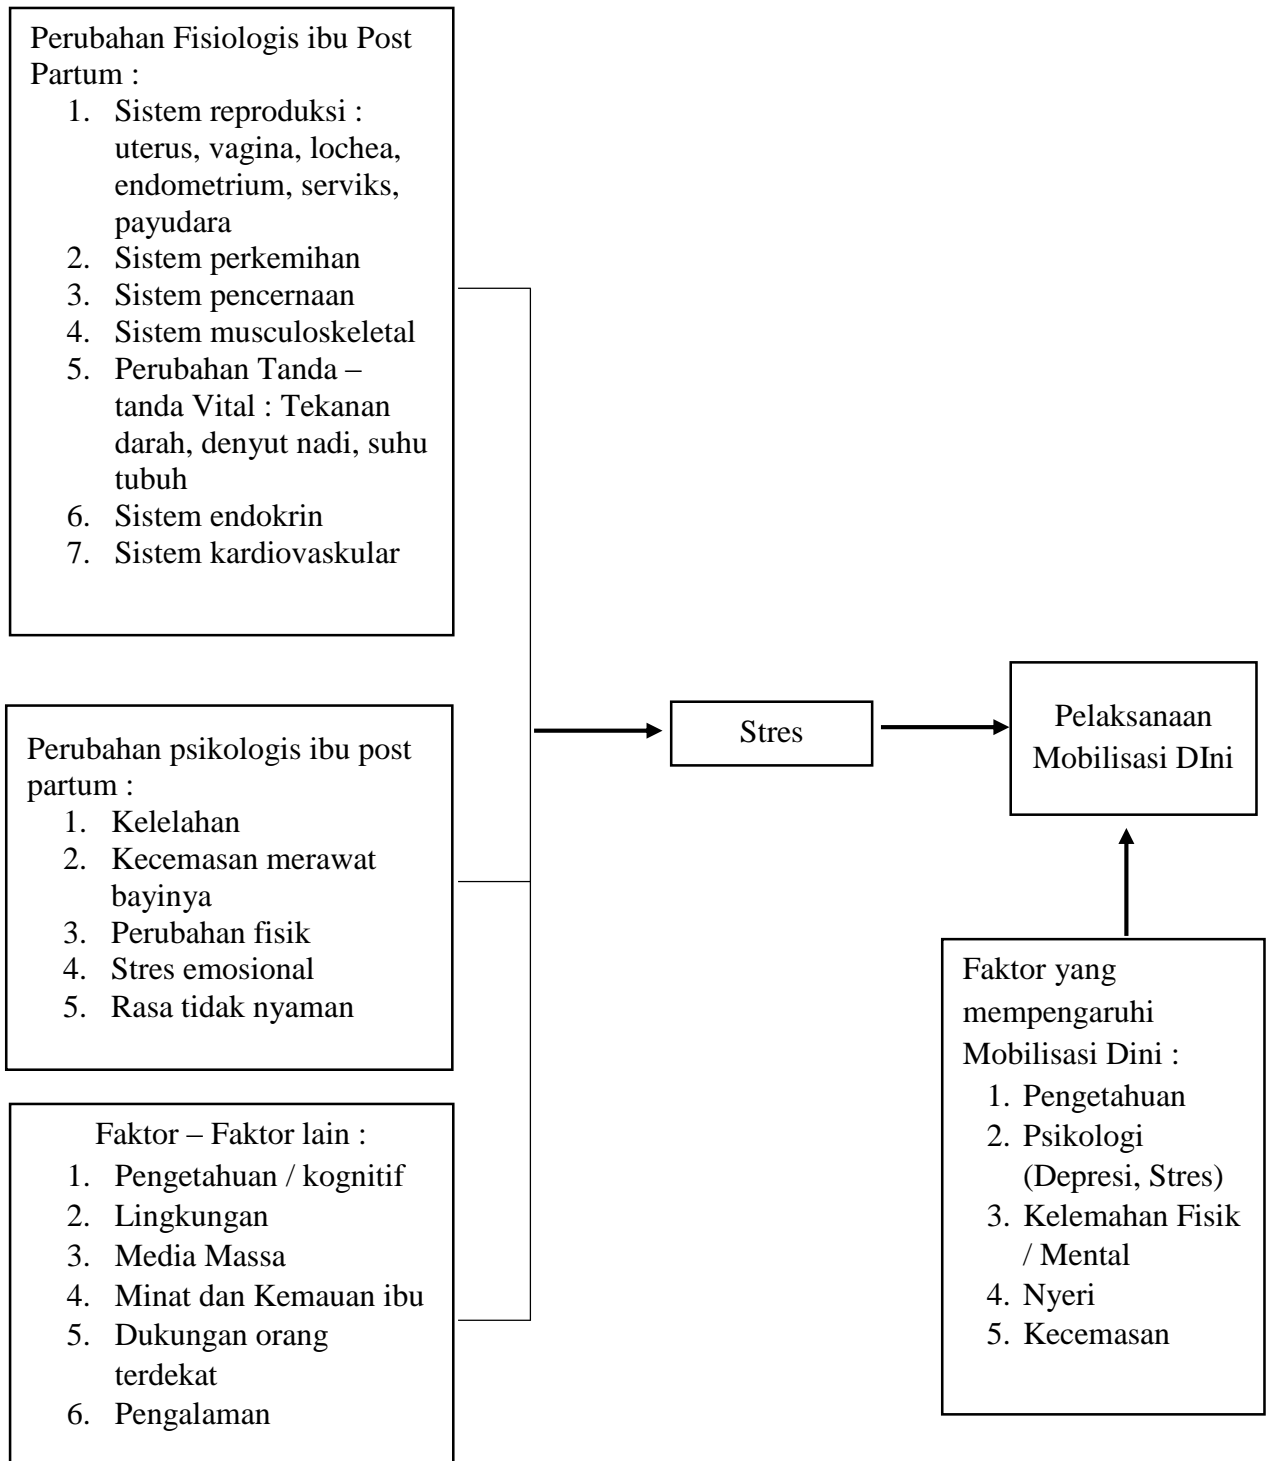 Perubahan Fisiologis ibu Post
Partum :
1. Sistem reproduksi :
uterus, vagina, lochea,
endometrium, serviks,
payudara
2. Sistem perkemihan
3. Sistem pencernaan
4. Sistem musculoskeletal
5. Perubahan Tanda –
tanda Vital : Tekanan
darah, denyut nadi, suhu
tubuh
6. Sistem endokrin
7. Sistem kardiovaskular
Perubahan psikologis ibu post
partum :
1. Kelelahan
2. Kecemasan merawat
bayinya
3. Perubahan fisik
4. Stres emosional
5. Rasa tidak nyaman
Faktor – Faktor lain :
1. Pengetahuan / kognitif
2. Lingkungan
3. Media Massa
4. Minat dan Kemauan ibu
5. Dukungan orang
terdekat
6. Pengalaman
Stres
Pelaksanaan
Mobilisasi DIni
Faktor yang
mempengaruhi
Mobilisasi Dini :
1. Pengetahuan
2. Psikologi
(Depresi, Stres)
3. Kelemahan Fisik
/ Mental
4. Nyeri
5. Kecemasan